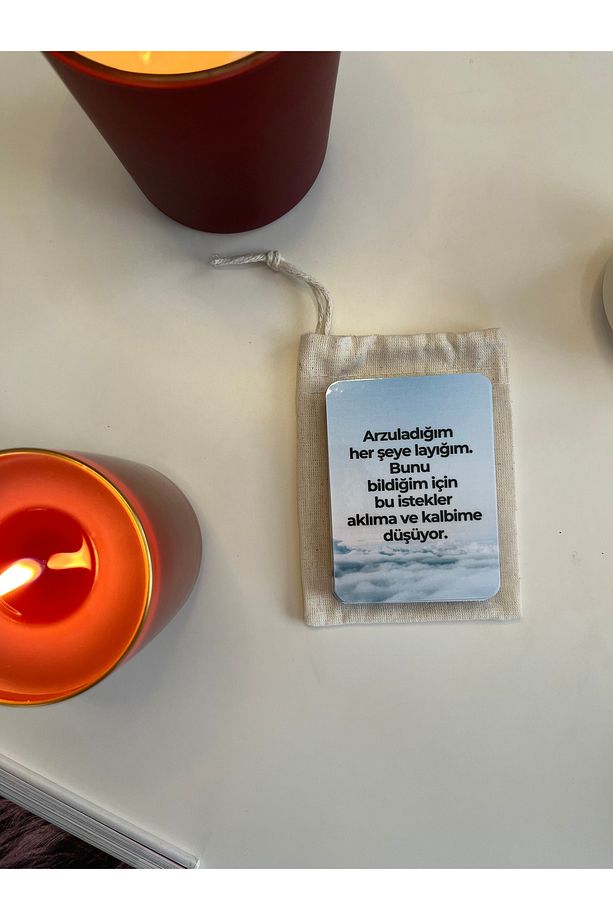 Arzuladığım
her şeye layığım.
Bunu
bildiğim için
bu istekler
aklıma ve kalbime
düşüyor.